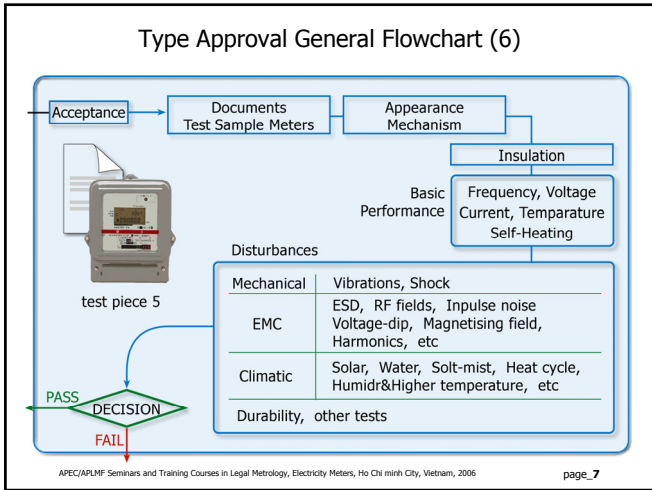 Type Approval General Flowchart (6)
Acceptance
Documents
Test Sample Meters
Appearance
Mechanism
Insulation
Basic
Performance
Frequency, Voltage
Current, Temparature
Self-Heating
test piece 5
Disturbances
Mechanical Vibrations, Shock
EMC
ESD, RF fields, Inpulse noise
Voltage-dip, Magnetising field,
Harmonics, etc
Climatic
Solar, Water, Solt-mist, Heat cycle,
Humidr&Higher temperature, etc
Durability, other tests
PASS
DECISION
FAIL
APEC/APLMF Seminars and Training Courses in Legal Metrology, Electricity Meters, Ho Chi minh City, Vietnam, 2006
page_7